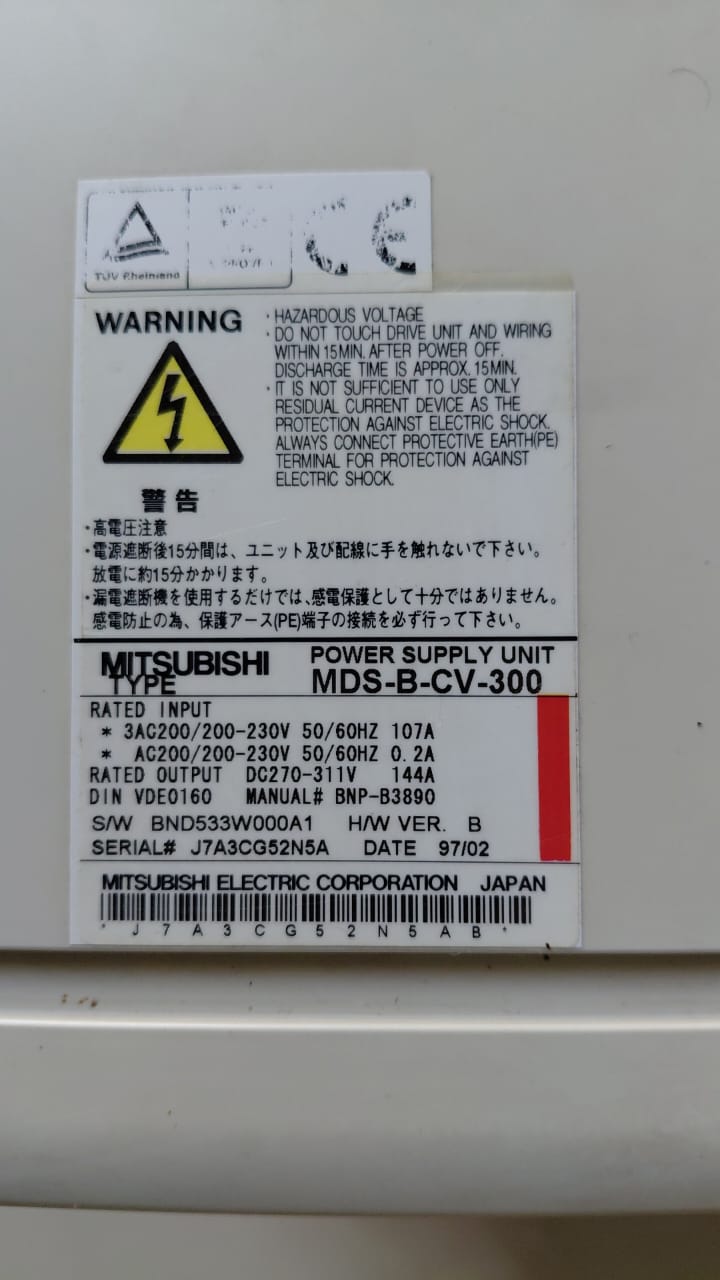 TÜV Rheinland
CE
WARNING
・HAZARDOUS VOLTAGE
・DO NOT TOUCH DRIVE UNIT AND WIRING
WITHIN 15MIN. AFTER POWER OFF.
DISCHARGE TIME IS APPROX. 15MIN.
・IT IS NOT SUFFICIENT TO USE ONLY
RESIDUAL CURRENT DEVICE AS THE
PROTECTION AGAINST ELECTRIC SHOCK.
ALWAYS CONNECT PROTECTIVE EARTH(PE)
TERMINAL FOR PROTECTION AGAINST
ELECTRIC SHOCK.
警告
・高電圧注意
・電源遮断後15分間は、ユニット及び配線に手を触れないで下さい。
放電に約15分かかります。
・漏電遮断機を使用するだけでは、感電保護として十分ではありません。
感電防止の為、保護アース(PE)端子の接続を必ず行って下さい。
MITSUBISHI POWER SUPPLY UNIT
TYPE MDS-B-CV-300
RATED INPUT
* 3AC200/200-230V 50/60HZ 107A
* AC200/200-230V 50/60HZ 0.2A
RATED OUTPUT DC270-311V 144A
DIN VDE0160 MANUAL# BNP-B3890
S/W BND533W000A1 H/W VER. B
SERIAL# J7A3CG52N5A DATE 97/02
MITSUBISHI ELECTRIC CORPORATION JAPAN
* J 7 A 3 C G 5 2 N 5 A B *